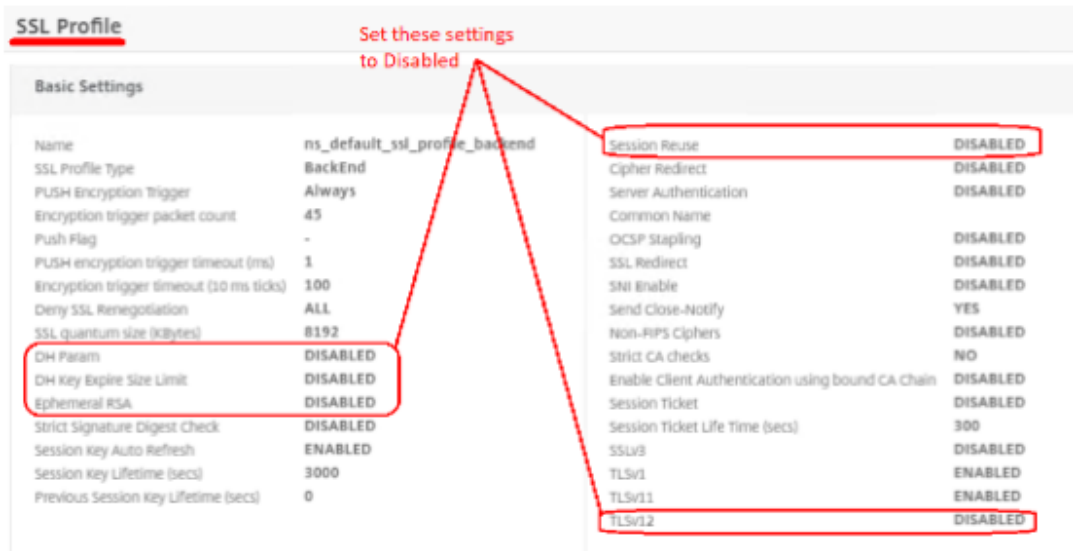 SSL Profile
Set these settings
to Disabled
Basic Settings
Name ns_default_ssl_profile_backend
SSL Profile Type BackEnd
PUSH Encryption Trigger Always
Encryption trigger packet count 45
Push Flag -
PUSH encryption trigger timeout (ms) 1
Encryption trigger timeout (10 ms ticks) 100
Deny SSL Renegotiation ALL
SSL quantum size (KBytes) 8192
DH Param DISABLED
DH Key Expire Size Limit DISABLED
Ephemeral RSA DISABLED
Strict Signature Digest Check DISABLED
Session Key Auto Refresh ENABLED
Session Key Lifetime (secs) 3000
Previous Session Key Lifetime (secs) 0
Session Reuse DISABLED
Cipher Redirect DISABLED
Server Authentication DISABLED
Common Name
OCSP Stapling DISABLED
SSL Redirect DISABLED
SNI Enable DISABLED
Send Close-Notify YES
Non-FIPS Ciphers DISABLED
Strict CA checks NO
Enable Client Authentication using bound CA Chain DISABLED
Session Ticket DISABLED
Session Ticket Life Time (secs) 300
SSLv3 DISABLED
TLSv1 ENABLED
TLSv11 ENABLED
TLSv12 DISABLED